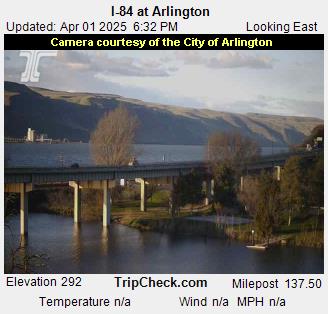 I-84 at Arlington
Updated: Apr 01 2025 6:32 PM Looking East
Camera courtesy of the City of Arlington
Elevation 292 TripCheck.com Milepost 137.50
Temperature n/a Wind n/a MPH n/a